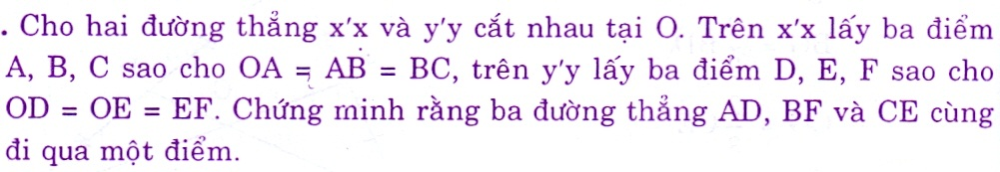 . Cho hai đường thẳng x'x và y'y cắt nhau tại O. Trên x'x lấy ba điểm
A, B, C sao cho OA = AB = BC, trên y'y lấy ba điểm D, E, F sao cho
OD = OE = EF. Chứng minh rằng ba đường thẳng AD, BF và CE cùng
đi qua một điểm.